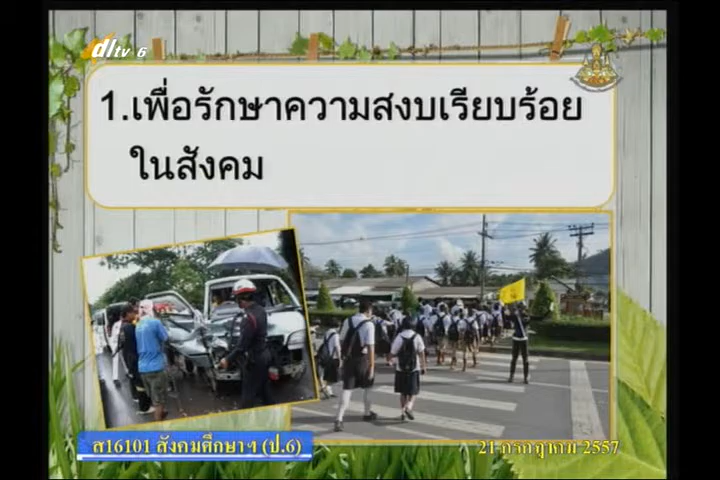 dltv 6
1.เพื่อรักษาความสงบเรียบร้อย
ในสังคม
ส16101 สังคมศึกษาฯ (ป.6)
21 กรกฎาคม 2557